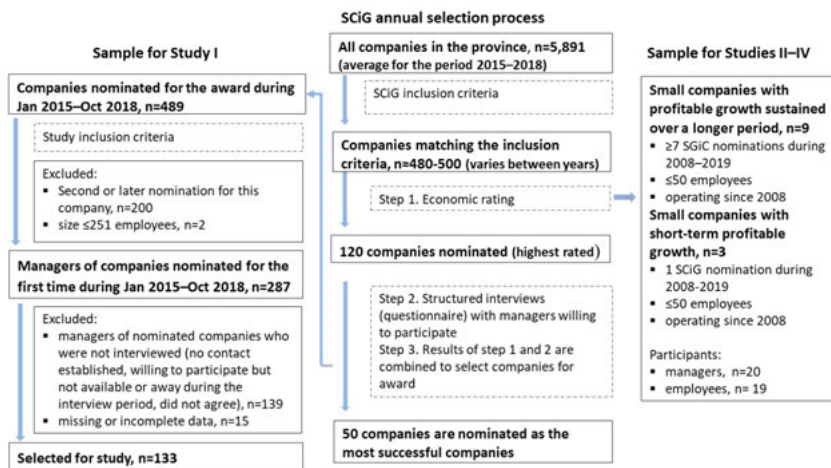 SCiG annual selection process
Sample for Study I
Companies nominated for the award during
Jan 2015–Oct 2018, n=489
Study inclusion criteria
Excluded:
▪ Second or later nomination for this
company, n=200
▪ size ≤251 employees, n=2
Managers of companies nominated for the
first time during Jan 2015–Oct 2018, n=287
Excluded:
▪ managers of nominated companies who
were not interviewed (no contact
established, willing to participate but
not available or away during the
interview period, did not agree), n=139
▪ missing or incomplete data, n=15
Selected for study, n=133
All companies in the province, n=5,891
(average for the period 2015–2018)
SCiG inclusion criteria
Companies matching the inclusion
criteria, n≈480-500 (varies between years)
Step 1. Economic rating
120 companies nominated (highest rated)
Step 2. Structured interviews
(questionnaire) with managers willing
to participate
Step 3. Results of step 1 and 2 are
combined to select companies for
award
50 companies are nominated as the
most successful companies
Sample for Studies II–IV
Small companies with
profitable growth sustained
over a longer period, n=9
▪ ≥7 SGiC nominations during
2008–2019
▪ ≤50 employees
▪ operating since 2008
Small companies with
short-term profitable
growth, n=3
▪ 1 SCiG nomination during
2008-2019
▪ ≤50 employees
▪ operating since 2008
Participants:
▪ managers, n=20
▪ employees, n= 19